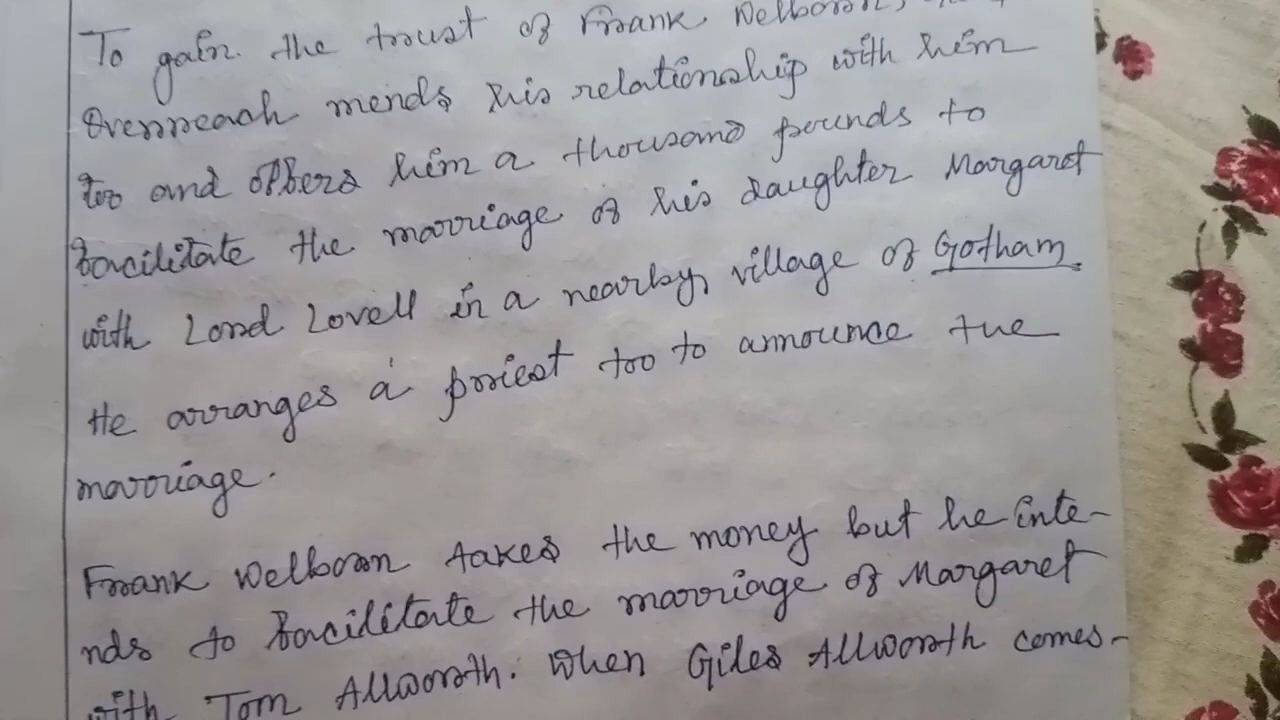 To gain the trust of Frank Welborn,
Overreach mends his relationship with him
too and offers him a thousand pounds to
facilitate the marriage of his daughter Margaret
with Lord Lovell in a nearby village of Gotham.
He arranges a priest too to announce the
marriage.
Frank Welborn takes the money but he inte-
nds to facilitate the marriage of Margaret
with Tom Allworth. When Giles Allworth comes-